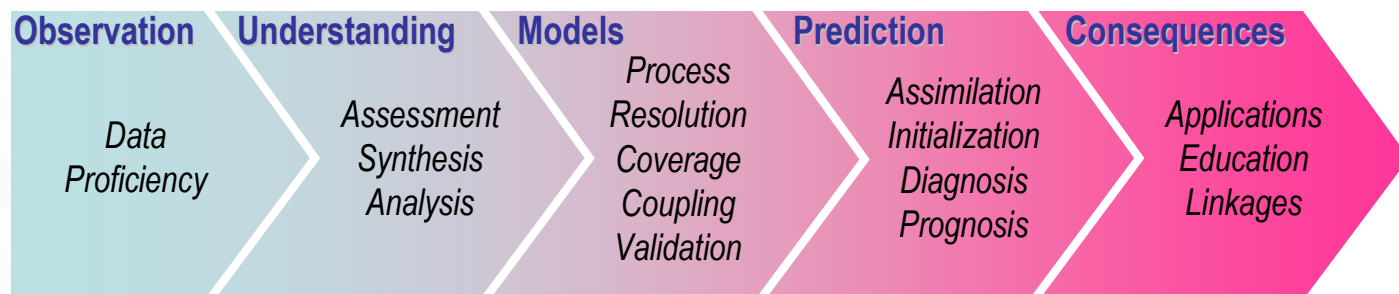 Observation
Data
Proficiency
Understanding
Assessment
Synthesis
Analysis
Models
Process
Resolution
Coverage
Coupling
Validation
Prediction
Assimilation
Initialization
Diagnosis
Prognosis
Consequences
Applications
Education
Linkages